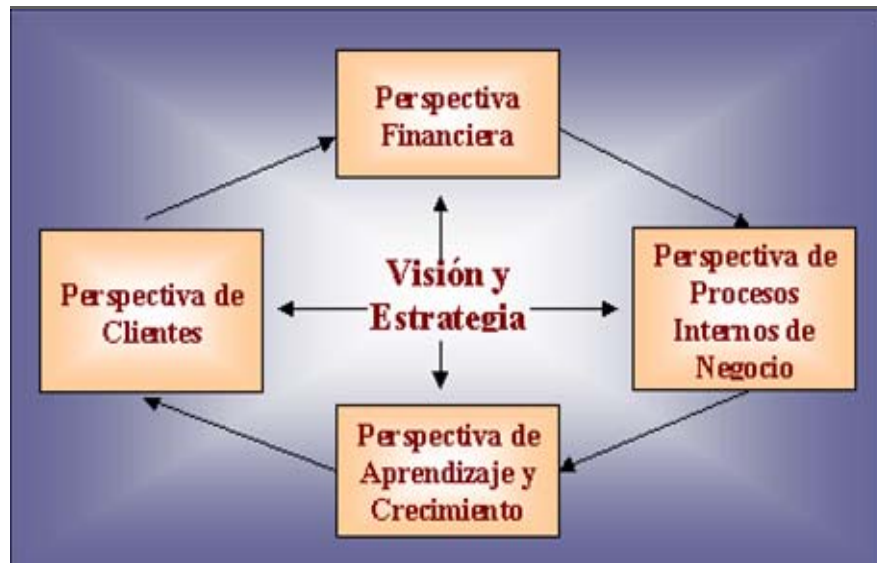 Perspectiva
Financiera
Perspectiva de
Clientes
Visión y
Estrategia
Perspectiva de
Procesos
Internos de
Negocio
Perspectiva de
Aprendizaje y
Crecimiento